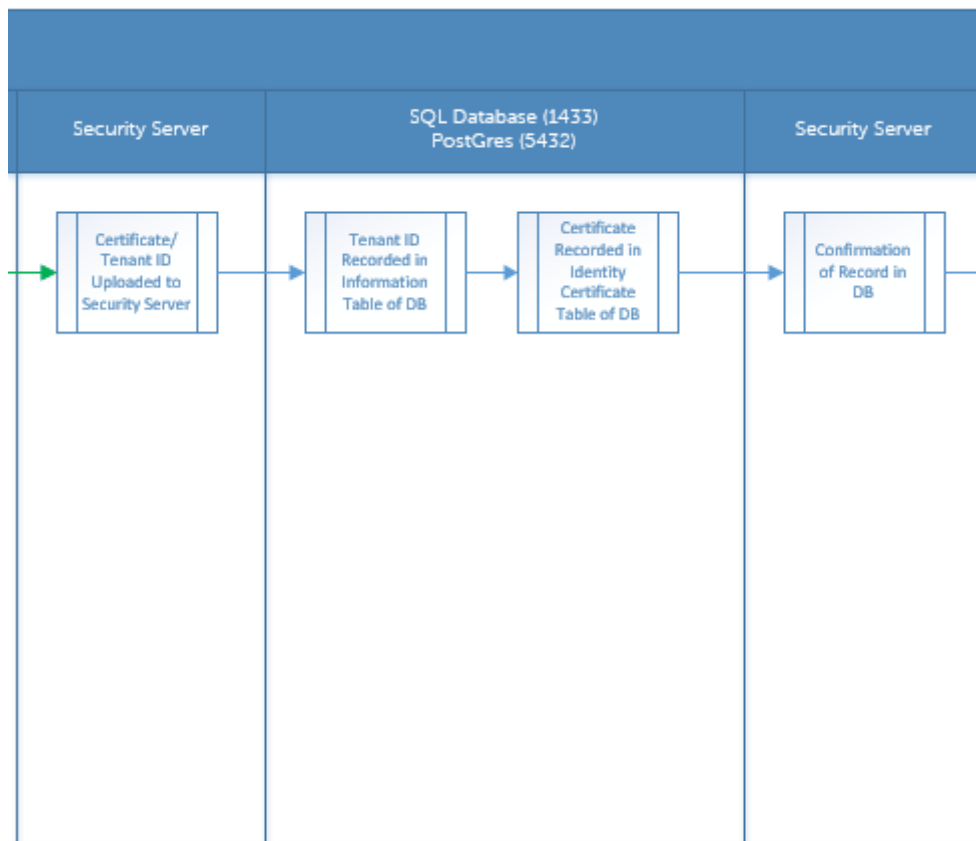 Security Server
SQL Database (1433)
PostGres (5432)
Security Server
Certificate/
Tenant ID
Uploaded to
Security Server
Tenant ID
Recorded in
Information
Table of DB
Certificate
Recorded in
Identity
Certificate
Table of DB
Confirmation
of Record in
DB